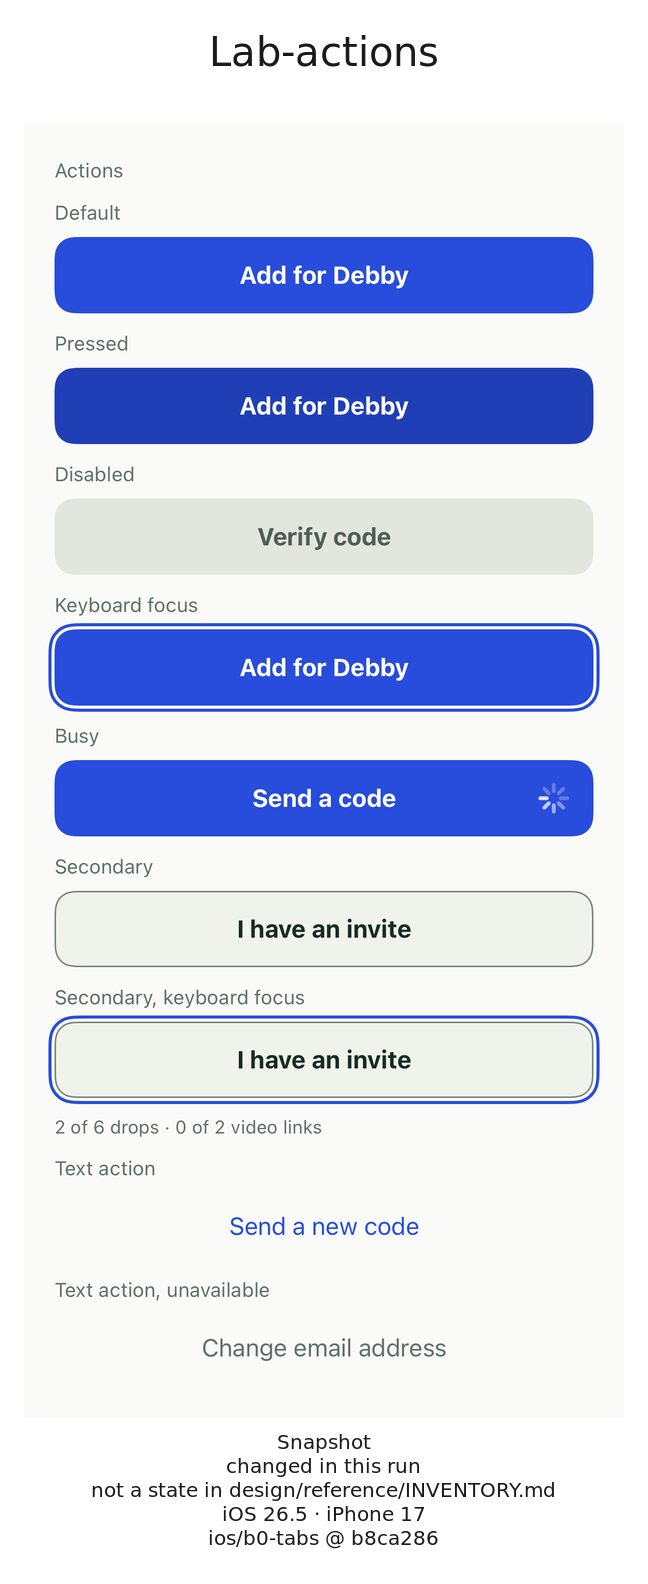 Lab-actions
Actions
Default
Add for Debby
Pressed
Add for Debby
Disabled
Verify code
Keyboard focus
Add for Debby
Busy
Send a code
Secondary
I have an invite
Secondary, keyboard focus
I have an invite
2 of 6 drops · 0 of 2 video links
Text action
Send a new code
Text action, unavailable
Change email address
Snapshot
changed in this run
not a state in design/reference/INVENTORY.md
iOS 26.5 · iPhone 17
ios/b0-tabs @ b8ca286